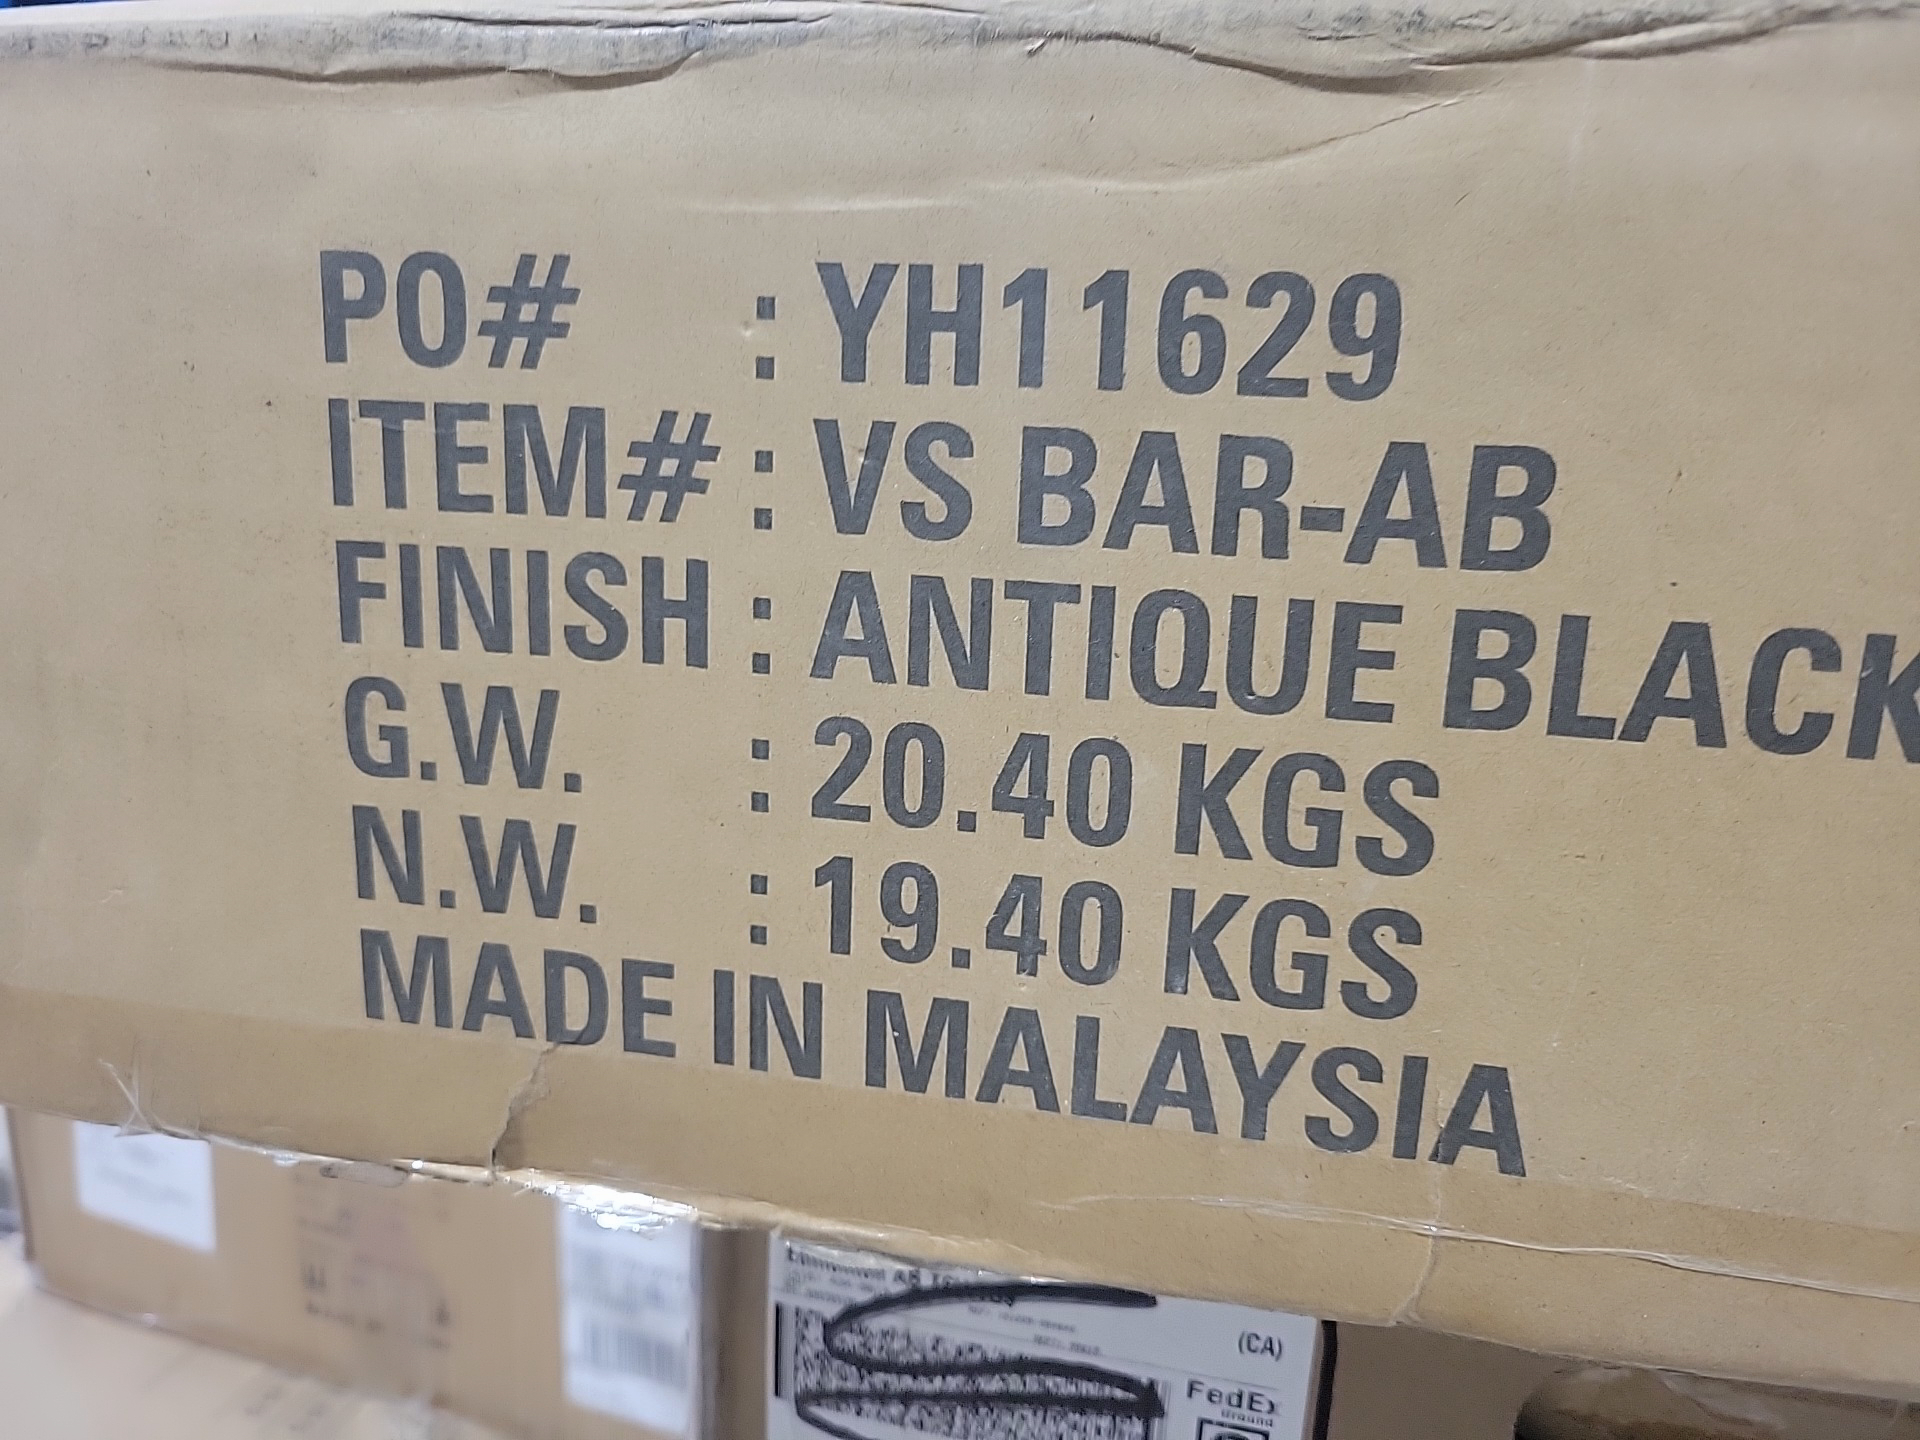 PO# : YH11629
ITEM# : VS BAR-AB
FINISH : ANTIQUE BLACK
G.W. : 20.40 KGS
N.W. : 19.40 KGS
MADE IN MALAYSIA
(CA)
FedEx
Ground